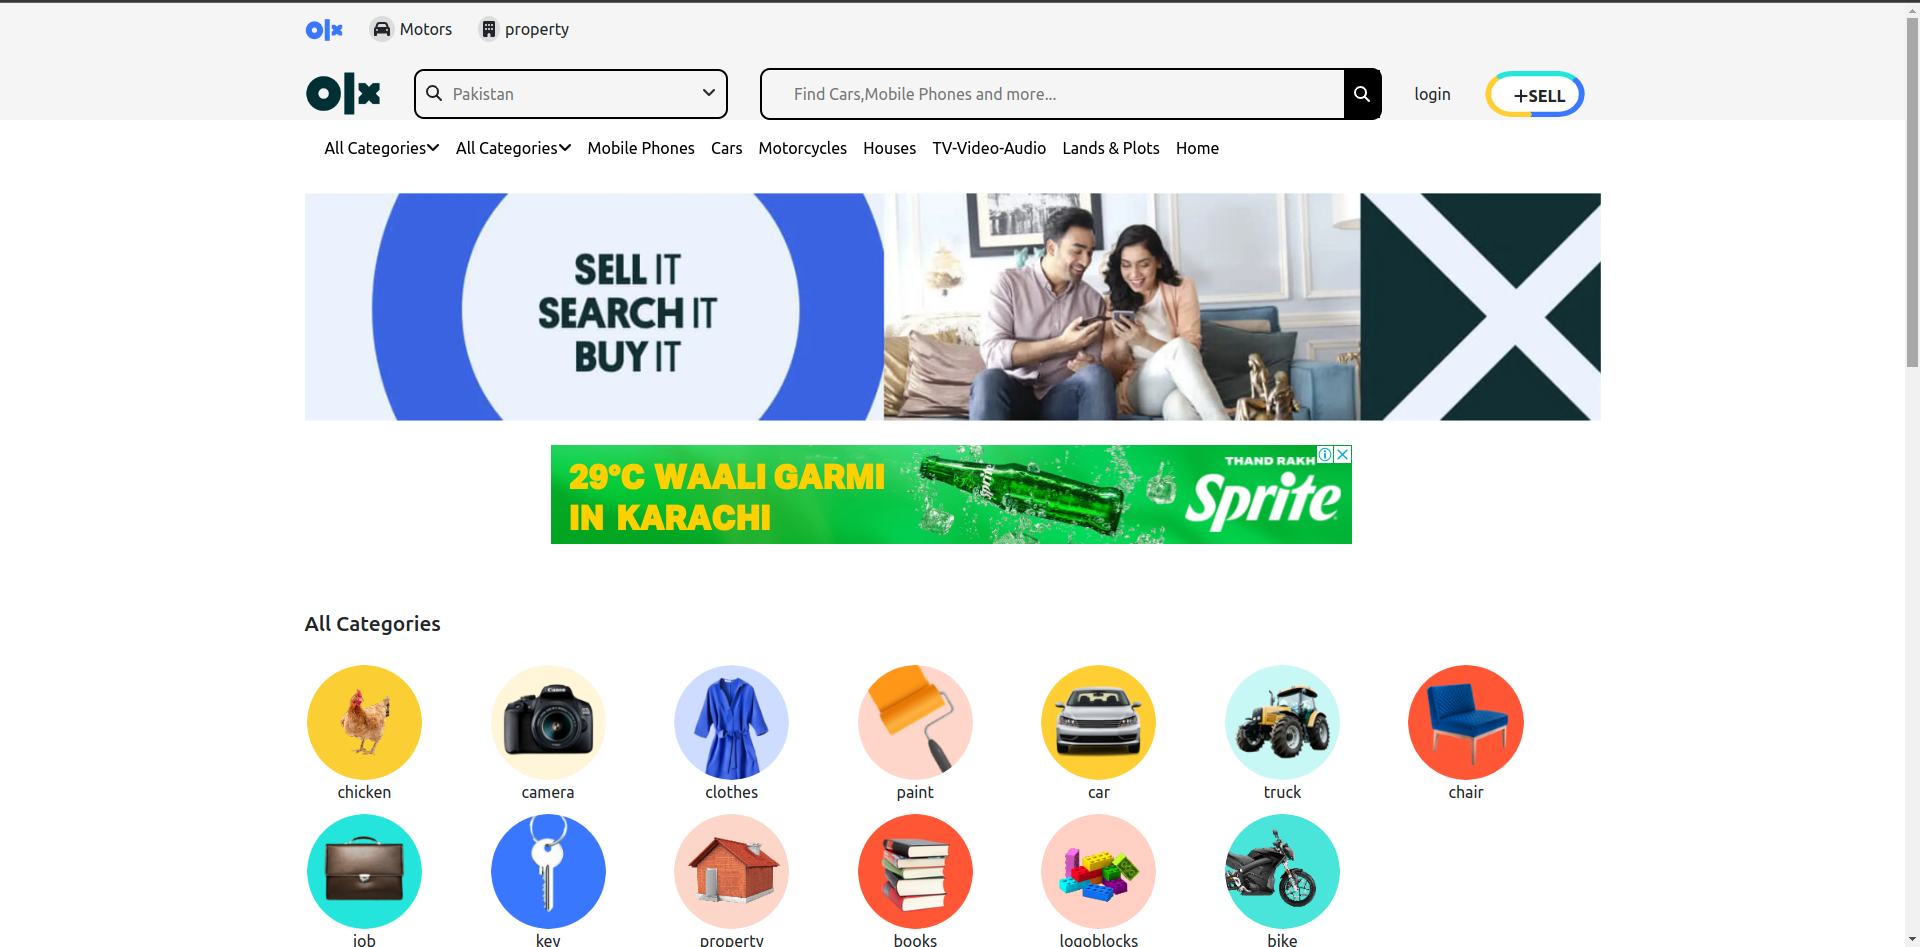 olx Motors property
olx Pakistan Find Cars,Mobile Phones and more... login +SELL
All Categories All Categories Mobile Phones Cars Motorcycles Houses TV-Video-Audio Lands & Plots Home
SELL IT
SEARCH IT
BUY IT
29°C WAALI GARMI
IN KARACHI
Sprite
THAND RAKH
Sprite
All Categories
Canon
chicken camera clothes paint car truck chair
job key property books logoblocks bike